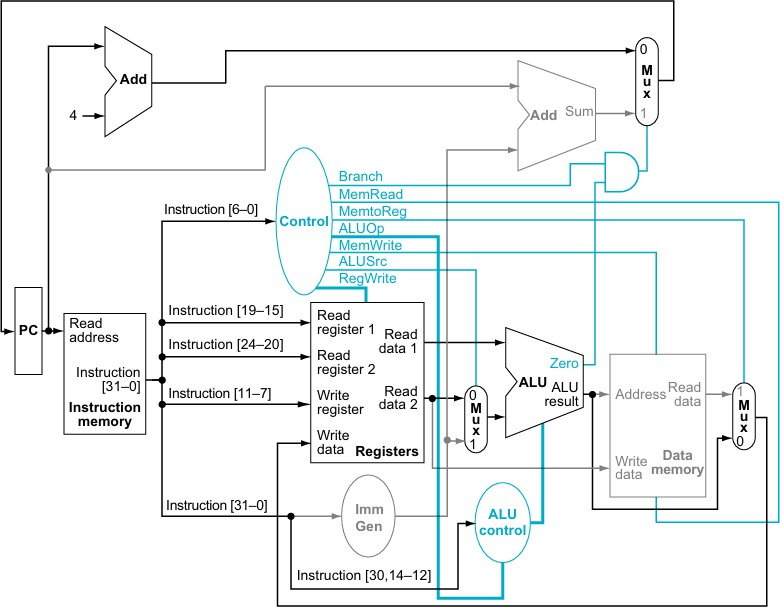 Add
4
Add Sum
0
Mux
1
Branch
MemRead
MemtoReg
ALUOp
MemWrite
ALUSrc
RegWrite
Control
Instruction [6–0]
Instruction [19–15]
Instruction [24–20]
Instruction [11–7]
Instruction [31–0]
Instruction [30,14–12]
PC
Read
address
Instruction
[31–0]
Instruction
memory
Read
register 1
Read
register 2
Write
register
Write
data
Read
data 1
Read
data 2
Registers
Imm
Gen
0
Mux
1
ALU
Zero
ALU
result
ALU
control
Address
Read
data
Write
data
Data
memory
1
Mux
0